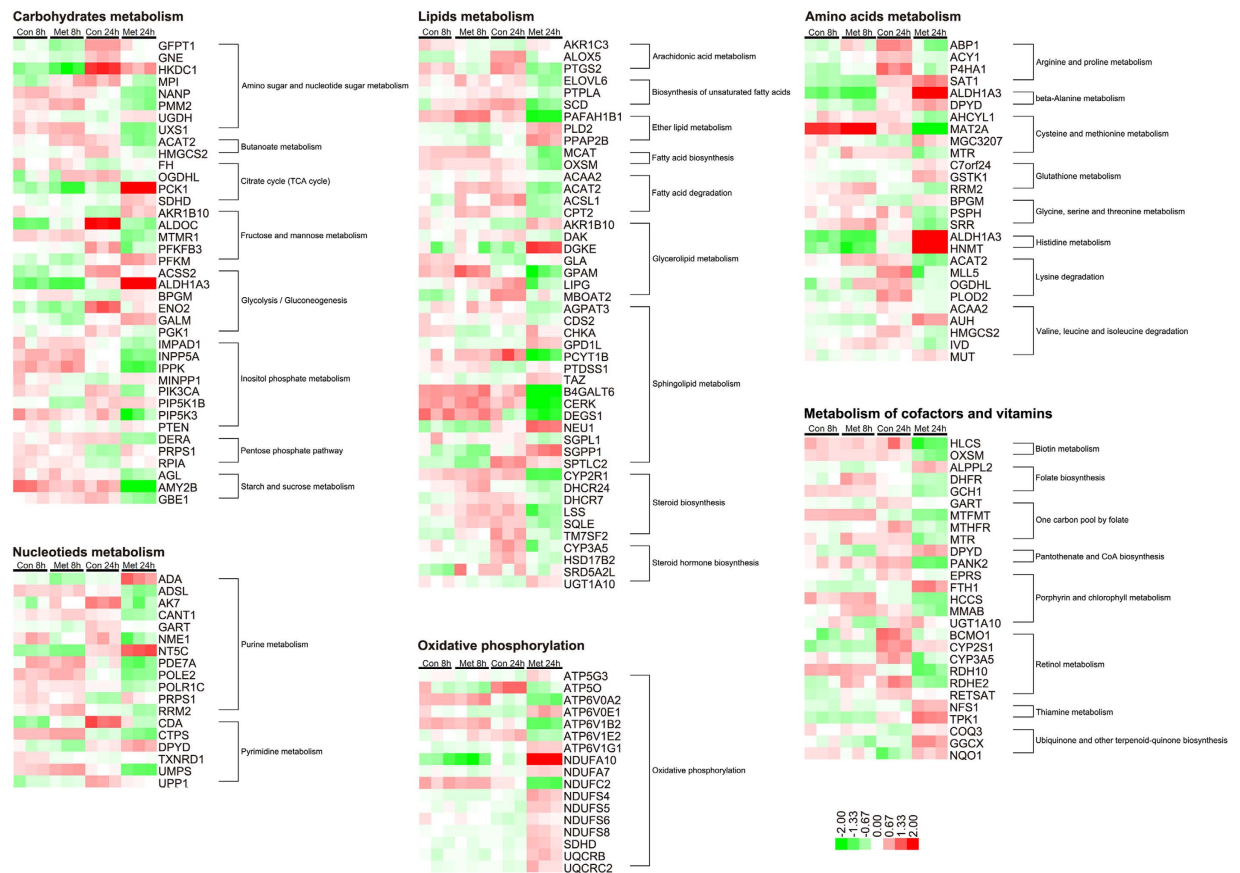 Carbohydrates metabolism
Con 8h Met 8h Con 24h Met 24h
GFPT1
GNE
HKDC1
MPI
NANP
PMM2
UGDH
UXS1
Amino sugar and nucleotide sugar metabolism
ACAT2
HMGCS2
Butanoate metabolism
FH
OGDHL
PCK1
SDHD
Citrate cycle (TCA cycle)
AKR1B10
ALDOC
MTMR1
PFKFB3
PFKM
Fructose and mannose metabolism
ACSS2
ALDH1A3
BPGM
ENO2
GALM
PGK1
Glycolysis / Gluconeogenesis
IMPAD1
INPP5A
IPPK
MINPP1
PIK3CA
PIP5K1B
PIP5K3
PTEN
Inositol phosphate metabolism
DERA
PRPS1
RPIA
Pentose phosphate pathway
AGL
AMY2B
GBE1
Starch and sucrose metabolism
Nucleotieds metabolism
Con 8h Met 8h Con 24h Met 24h
ADA
ADSL
AK7
CANT1
GART
NME1
NT5C
PDE7A
POLE2
POLR1C
PRPS1
RRM2
Purine metabolism
CDA
CTPS
DPYD
TXNRD1
UMPS
UPP1
Pyrimidine metabolism
Lipids metabolism
Con 8h Met 8h Con 24h Met 24h
AKR1C3
ALOX5
PTGS2
Arachidonic acid metabolism
ELOVL6
PTPLA
SCD
Biosynthesis of unsaturated fatty acids
PAFAH1B1
PLD2
PPAP2B
Ether lipid metabolism
MCAT
OXSM
Fatty acid biosynthesis
ACAA2
ACAT2
ACSL1
CPT2
Fatty acid degradation
AKR1B10
DAK
DGKE
GLA
GPAM
LIPG
MBOAT2
Glycerolipid metabolism
AGPAT3
CDS2
CHKA
GPD1L
PCYT1B
PTDSS1
TAZ
B4GALT6
CERK
DEGS1
NEU1
SGPL1
SGPP1
SPTLC2
Sphingolipid metabolism
CYP2R1
DHCR24
DHCR7
LSS
SQLE
TM7SF2
Steroid biosynthesis
CYP3A5
HSD17B2
SRD5A2L
UGT1A10
Steroid hormone biosynthesis
Oxidative phosphorylation
Con 8h Met 8h Con 24h Met 24h
ATP5G3
ATP5O
ATP6V0A2
ATP6V0E1
ATP6V1B2
ATP6V1E2
ATP6V1G1
NDUFA10
NDUFA7
NDUFC2
NDUFS4
NDUFS5
NDUFS6
NDUFS8
SDHD
UQCRB
UQCRC2
Oxidative phosphorylation
Amino acids metabolism
Con 8h Met 8h Con 24h Met 24h
ABP1
ACY1
P4HA1
SAT1
Arginine and proline metabolism
ALDH1A3
DPYD
beta-Alanine metabolism
AHCYL1
MAT2A
MGC3207
MTR
Cysteine and methionine metabolism
C7orf24
GSTK1
RRM2
Glutathione metabolism
BPGM
PSPH
SRR
Glycine, serine and threonine metabolism
ALDH1A3
HNMT
Histidine metabolism
ACAT2
MLL5
OGDHL
PLOD2
Lysine degradation
ACAA2
AUH
HMGCS2
IVD
MUT
Valine, leucine and isoleucine degradation
Metabolism of cofactors and vitamins
Con 8h Met 8h Con 24h Met 24h
HLCS
OXSM
Biotin metabolism
ALPPL2
DHFR
GCH1
Folate biosynthesis
GART
MTFMT
MTHFR
MTR
One carbon pool by folate
DPYD
PANK2
Pantothenate and CoA biosynthesis
EPRS
FTH1
HCCS
MMAB
UGT1A10
Porphyrin and chlorophyll metabolism
BCMO1
CYP2S1
CYP3A5
RDH10
RDHE2
RETSAT
Retinol metabolism
NFS1
TPK1
Thiamine metabolism
COQ3
GGCX
NQO1
Ubiquinone and other terpenoid-quinone biosynthesis
-2.00
-1.33
-0.67
0.00
0.67
1.33
2.00